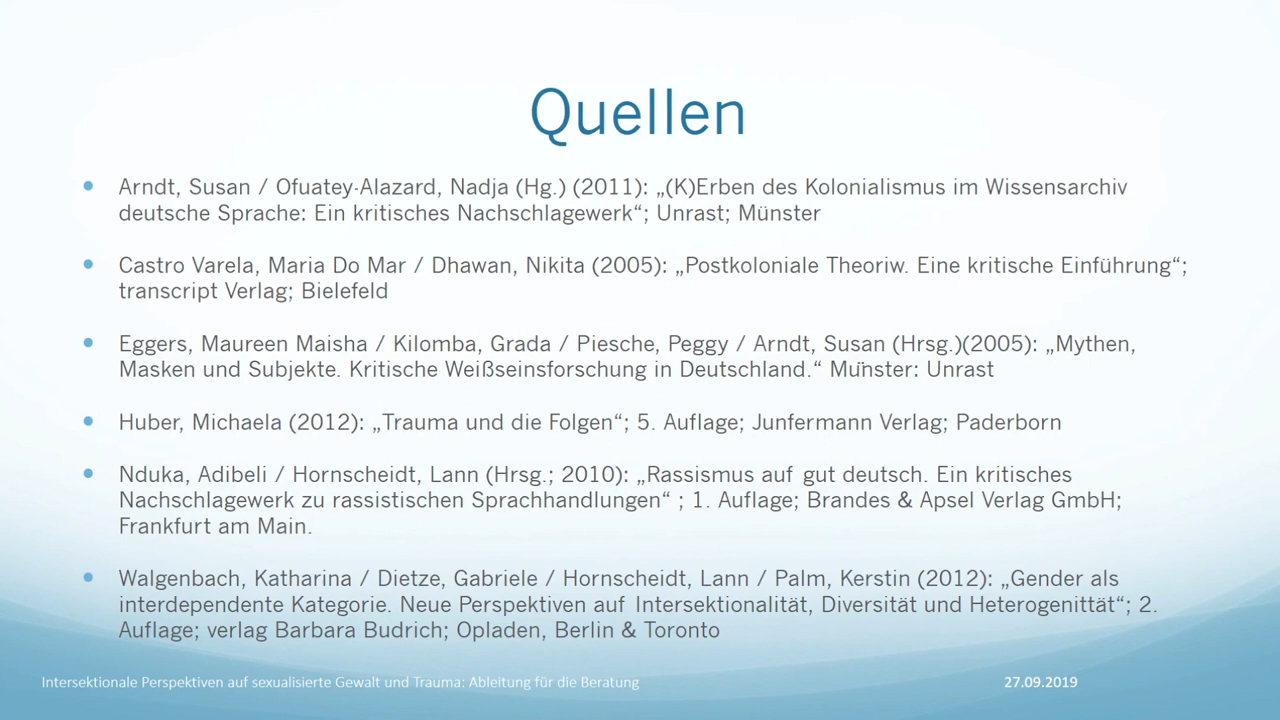 Quellen
Arndt, Susan / Ofuatey-Alazard, Nadja (Hg.) (2011): „(K)Erben des Kolonialismus im Wissensarchiv
deutsche Sprache: Ein kritisches Nachschlagewerk“; Unrast; Münster
Castro Varela, Maria Do Mar / Dhawan, Nikita (2005): „Postkoloniale Theoriw. Eine kritische Einführung“;
transcript Verlag; Bielefeld
Eggers, Maureen Maisha / Kilomba, Grada / Piesche, Peggy / Arndt, Susan (Hrsg.)(2005): „Mythen,
Masken und Subjekte. Kritische Weißseinsforschung in Deutschland.“ Münster: Unrast
Huber, Michaela (2012): „Trauma und die Folgen“; 5. Auflage; Junfermann Verlag; Paderborn
Nduka, Adibeli / Hornscheidt, Lann (Hrsg.; 2010): „Rassismus auf gut deutsch. Ein kritisches
Nachschlagewerk zu rassistischen Sprachhandlungen“ ; 1. Auflage; Brandes & Apsel Verlag GmbH;
Frankfurt am Main.
Walgenbach, Katharina / Dietze, Gabriele / Hornscheidt, Lann / Palm, Kerstin (2012): „Gender als
interdependente Kategorie. Neue Perspektiven auf Intersektionalität, Diversität und Heterogenittät“; 2.
Auflage; verlag Barbara Budrich; Opladen, Berlin & Toronto
Intersektionale Perspektiven auf sexualisierte Gewalt und Trauma: Ableitung für die Beratung
27.09.2019